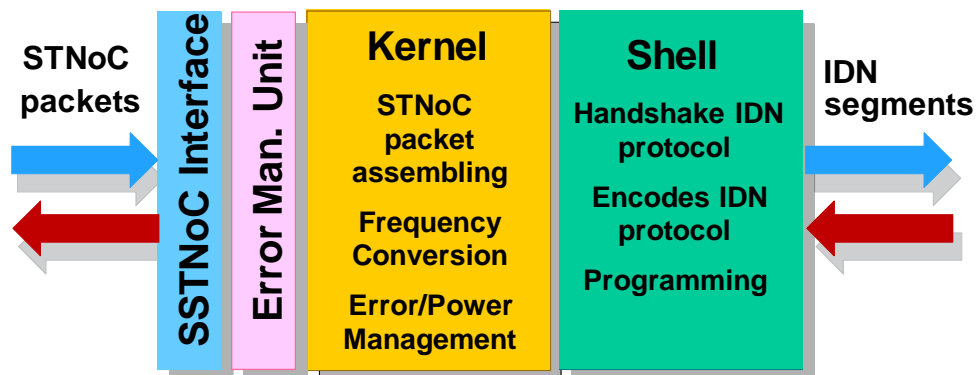 STNoC
packets
SSTNoC Interface
Error Man. Unit
Kernel
STNoC
packet
assembling
Frequency
Conversion
Error/Power
Management
Shell
Handshake IDN
protocol
Encodes IDN
protocol
Programming
IDN
segments